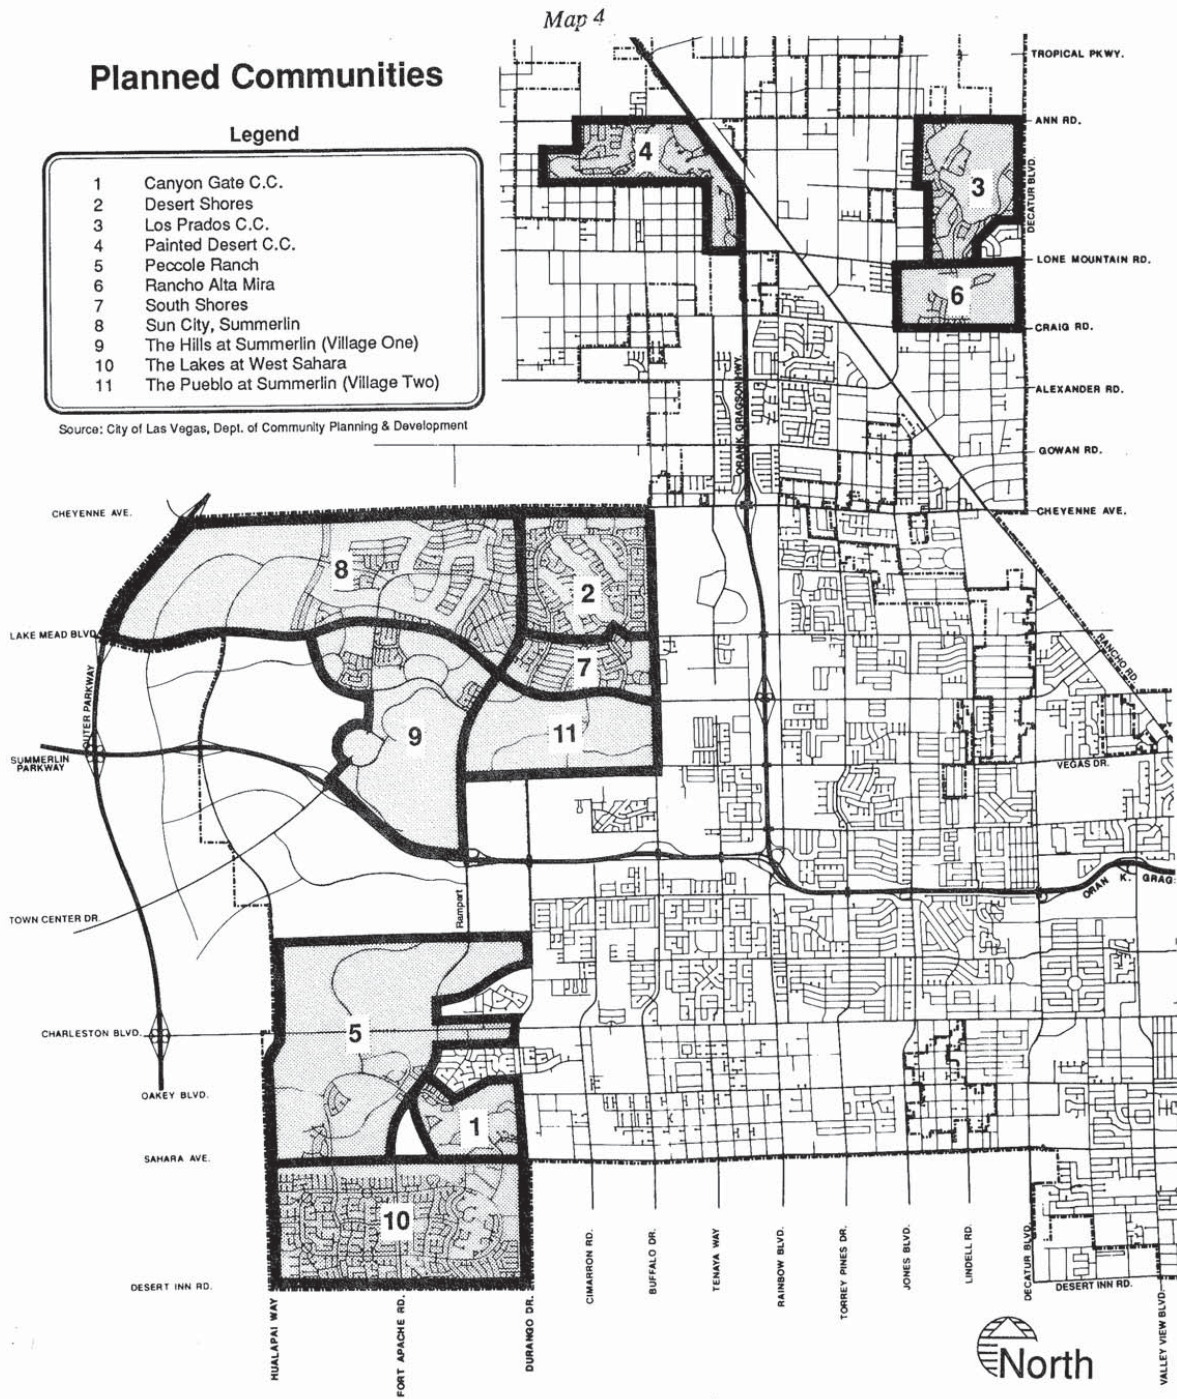 Map 4
Planned Communities
Legend
1 Canyon Gate C.C.
2 Desert Shores
3 Los Prados C.C.
4 Painted Desert C.C.
5 Peccole Ranch
6 Rancho Alta Mira
7 South Shores
8 Sun City, Summerlin
9 The Hills at Summerlin (Village One)
10 The Lakes at West Sahara
11 The Pueblo at Summerlin (Village Two)
Source: City of Las Vegas, Dept. of Community Planning & Development
TROPICAL PKWY.
ANN RD.
DECATUR BLVD.
LONE MOUNTAIN RD.
CRAIG RD.
ALEXANDER RD.
GOWAN RD.
CHEYENNE AVE.
4
3
6
ORAN K. GRAGSON HWY.
CHEYENNE AVE.
8
2
LAKE MEAD BLVD.
7
RANCHO RD.
OUTER PARKWAY
9
11
SUMMERLIN
PARKWAY
VEGAS DR.
ORAN K. GRAG
TOWN CENTER DR.
Rampart
CHARLESTON BLVD.
5
OAKEY BLVD.
1
SAHARA AVE.
10
DESERT INN RD.
HUALAPAI WAY
FORT APACHE RD.
DURANGO DR.
CIMARRON RD.
BUFFALO DR.
TENAYA WAY
RAINBOW BLVD.
TORREY PINES DR.
JONES BLVD.
LINDELL RD.
DECATUR BLVD.
DESERT INN RD.
VALLEY VIEW BLVD.
North